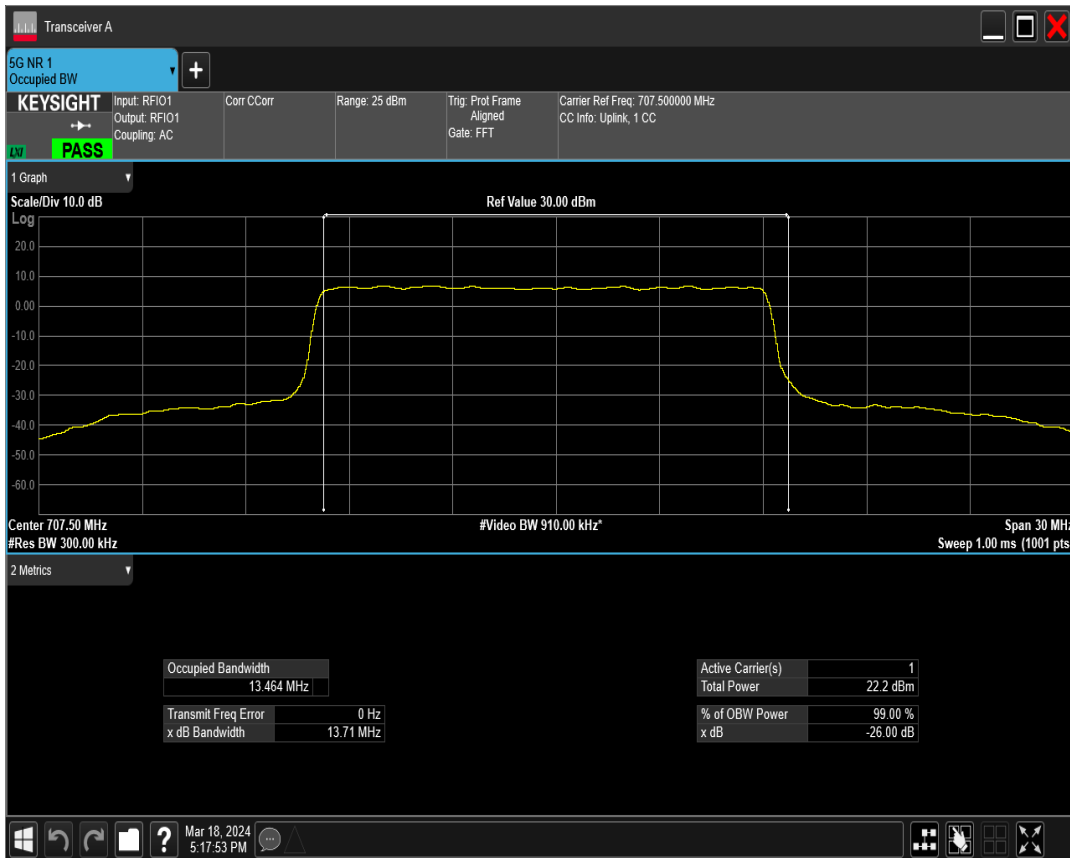 Transceiver A
5G NR 1
Occupied BW
KEYSIGHT
Input: RFIO1
Output: RFIO1
Coupling: AC
Corr CCorr
Range: 25 dBm
Trig: Prot Frame
Aligned
Gate: FFT
Carrier Ref Freq: 707.500000 MHz
CC Info: Uplink, 1 CC
LXI
PASS
1 Graph
Scale/Div 10.0 dB
Ref Value 30.00 dBm
Log
20.0
10.0
0.00
-10.0
-20.0
-30.0
-40.0
-50.0
-60.0
Center 707.50 MHz
#Video BW 910.00 kHz*
Span 30 MHz
#Res BW 300.00 kHz
Sweep 1.00 ms (1001 pts
2 Metrics
Occupied Bandwidth
13.464 MHz
Transmit Freq Error 0 Hz
x dB Bandwidth 13.71 MHz
Active Carrier(s) 1
Total Power 22.2 dBm
% of OBW Power 99.00 %
x dB -26.00 dB
?
Mar 18, 2024
5:17:53 PM